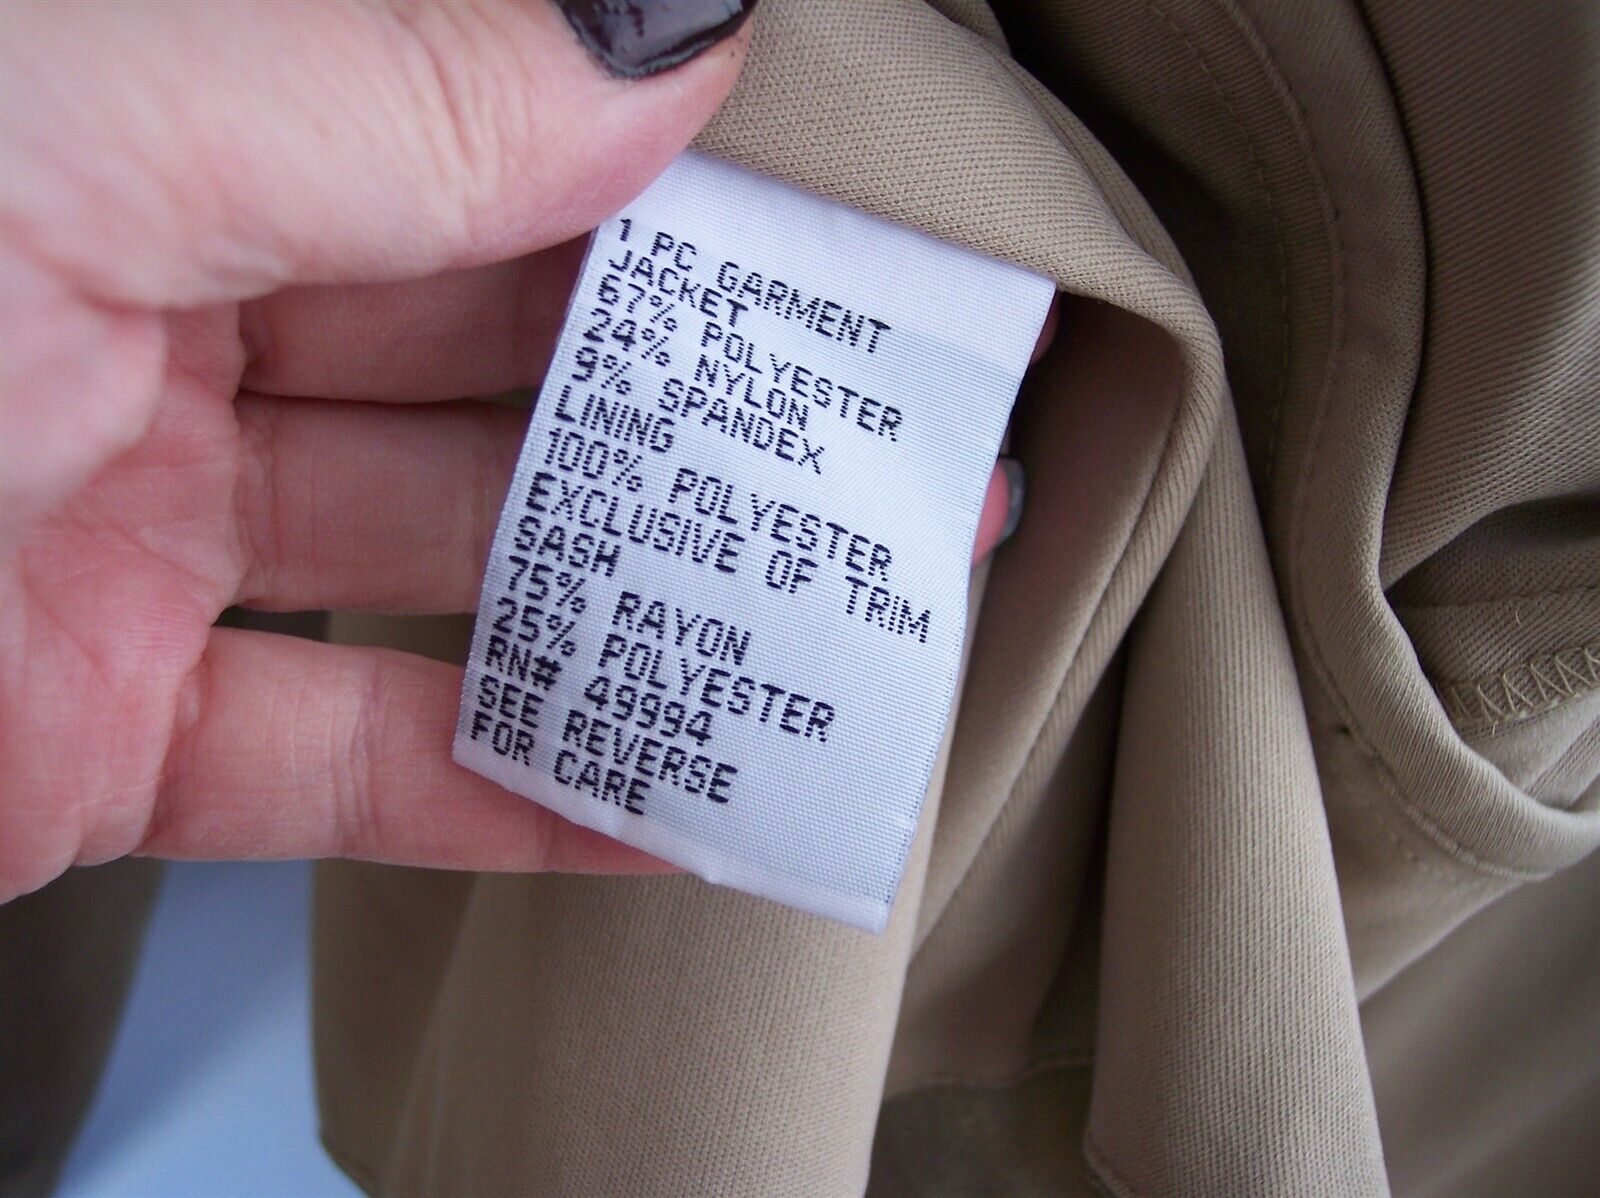 1 PC GARMENT
JACKET
67% POLYESTER
24% NYLON
9% SPANDEX
LINING
100% POLYESTER
EXCLUSIVE OF TRIM
SASH
75% RAYON
25% POLYESTER
RN# 49994
SEE REVERSE
FOR CARE